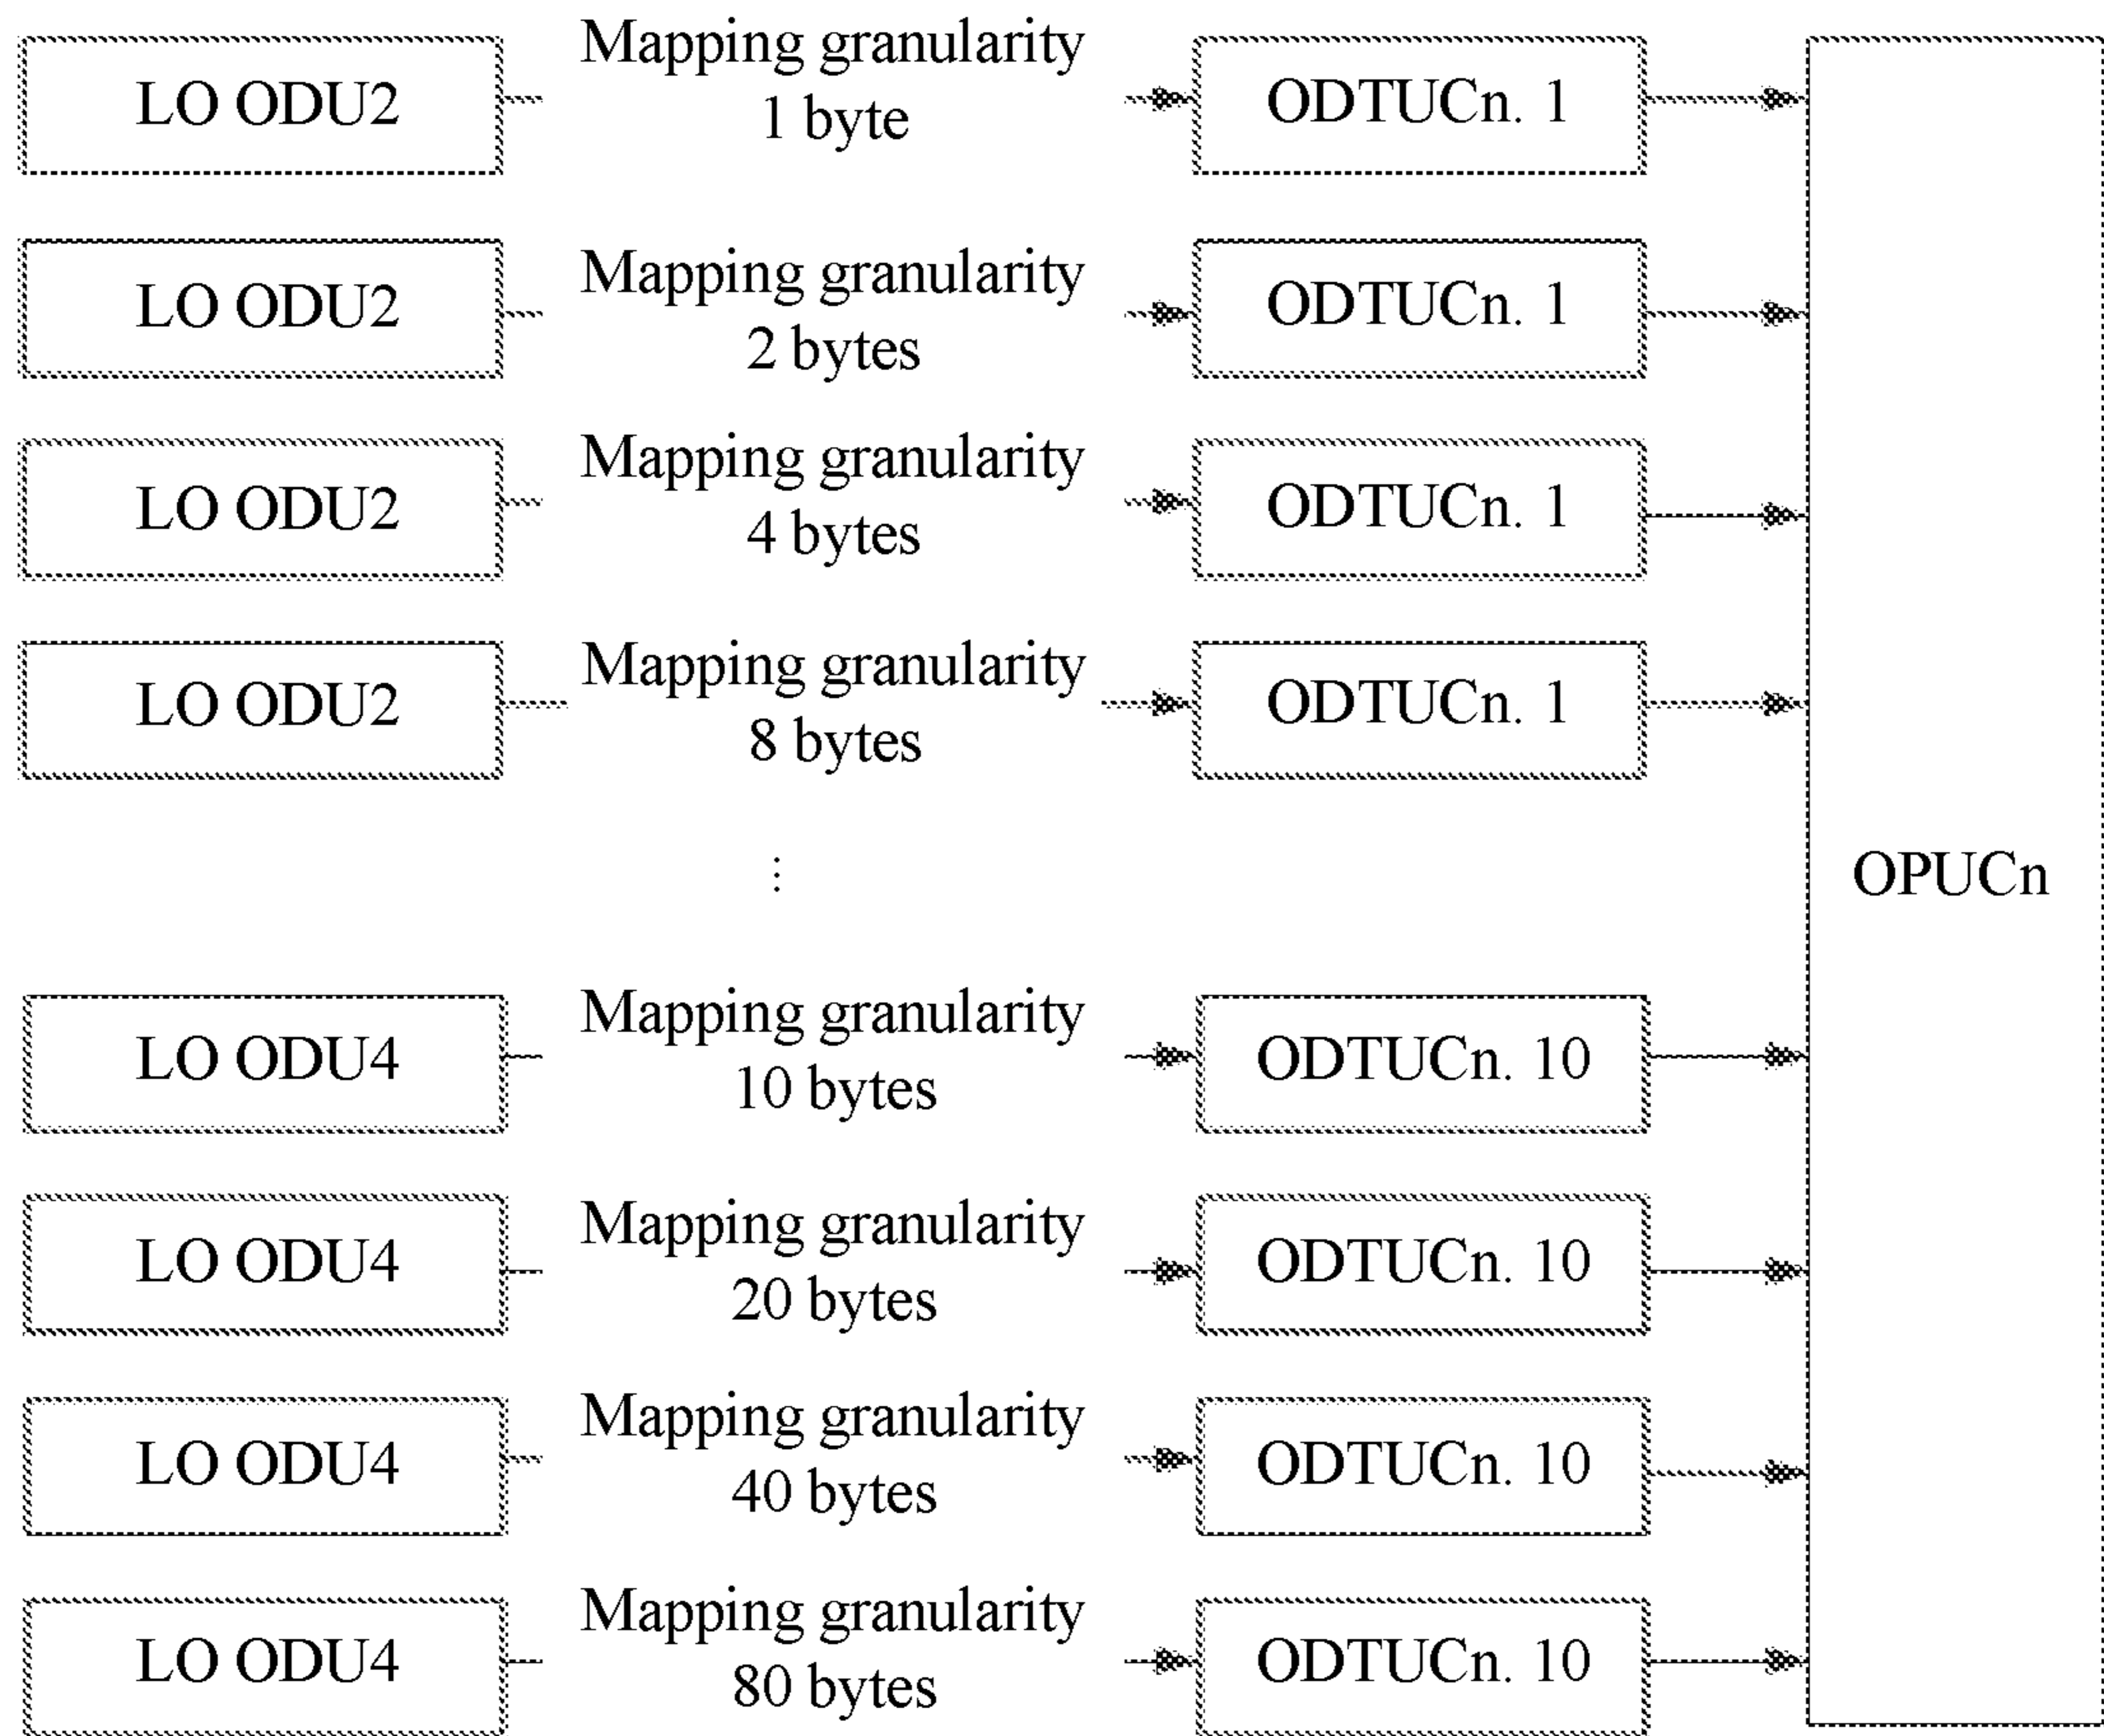 LO ODU2
Mapping granularity
1 byte
ODTUCn. 1
LO ODU2
Mapping granularity
2 bytes
ODTUCn. 1
LO ODU2
Mapping granularity
4 bytes
ODTUCn. 1
LO ODU2
Mapping granularity
8 bytes
ODTUCn. 1
⋮
OPUCn
LO ODU4
Mapping granularity
10 bytes
ODTUCn. 10
LO ODU4
Mapping granularity
20 bytes
ODTUCn. 10
LO ODU4
Mapping granularity
40 bytes
ODTUCn. 10
LO ODU4
Mapping granularity
80 bytes
ODTUCn. 10